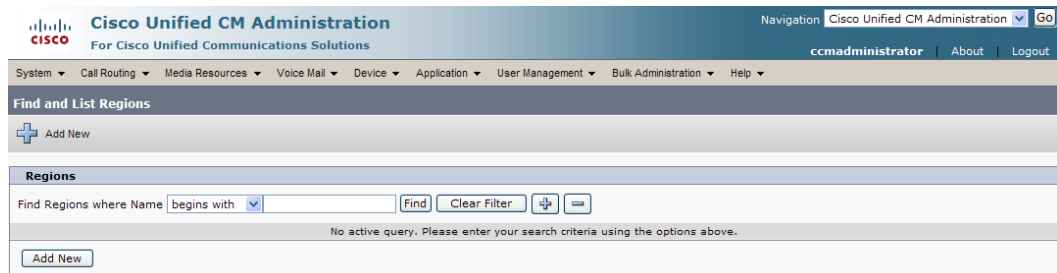 CISCO
Cisco Unified CM Administration
For Cisco Unified Communications Solutions
Navigation Cisco Unified CM Administration Go
ccmadministrator | About | Logout
System Call Routing Media Resources Voice Mail Device Application User Management Bulk Administration Help
Find and List Regions
Add New
Regions
Find Regions where Name begins with Find Clear Filter
No active query. Please enter your search criteria using the options above.
Add New